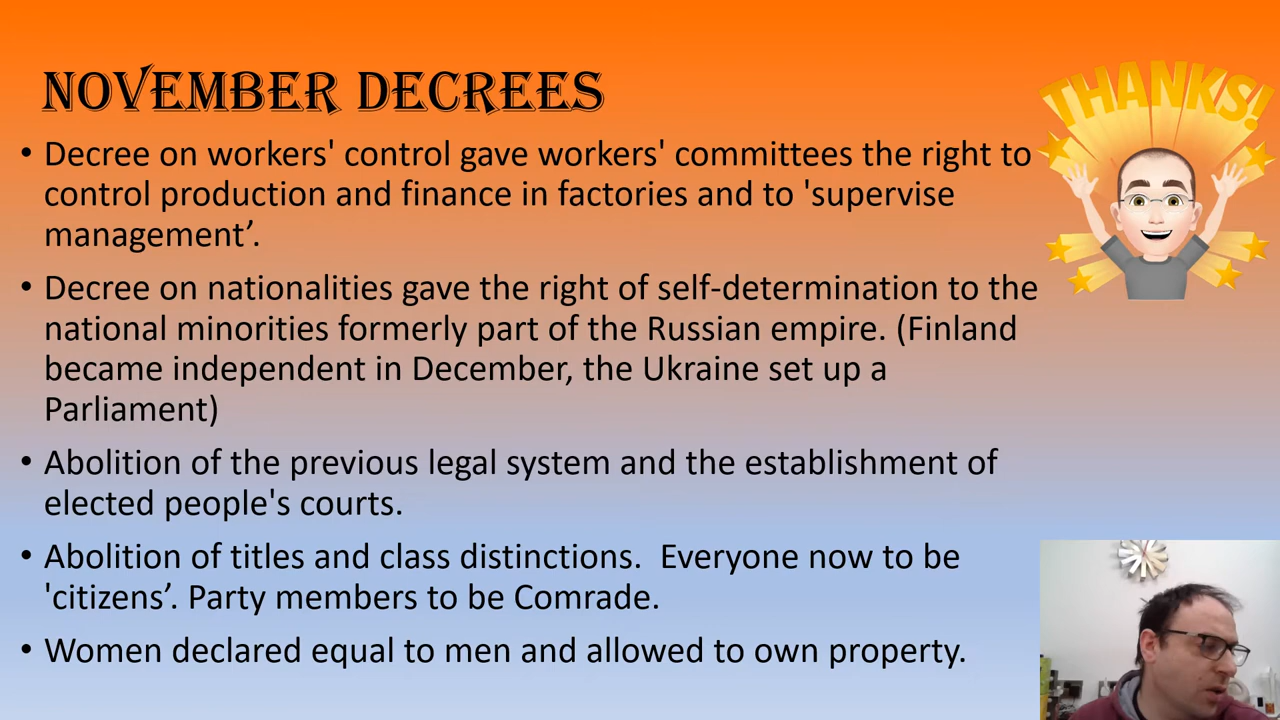 NOVEMBER DECREES
THANKS!
• Decree on workers' control gave workers' committees the right to
control production and finance in factories and to 'supervise
management’.
• Decree on nationalities gave the right of self-determination to the
national minorities formerly part of the Russian empire. (Finland
became independent in December, the Ukraine set up a
Parliament)
• Abolition of the previous legal system and the establishment of
elected people's courts.
• Abolition of titles and class distinctions.  Everyone now to be
'citizens’. Party members to be Comrade.
• Women declared equal to men and allowed to own property.